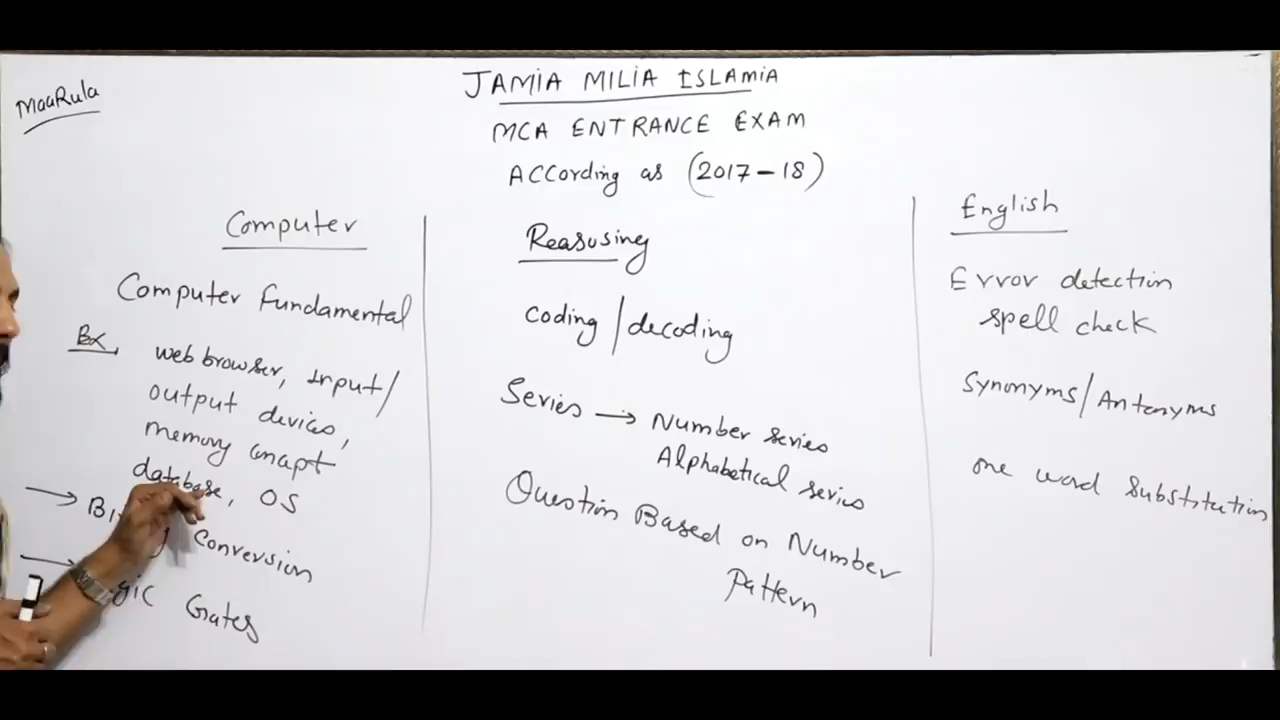 MaaRula
JAMIA MILIA ISLAMIA
MCA ENTRANCE EXAM
According as (2017-18)
Computer
Computer Fundamental
Ex,
web browser, Input/
output devices,
memory
database, OS
Conversion
Gates
Reasusing
Coding/decoding
Series → Number series
Alphabetical series
Question Based on Number
Pattern
English
Error detection
spell check
Synonyms/Antonyms
one word Substitution